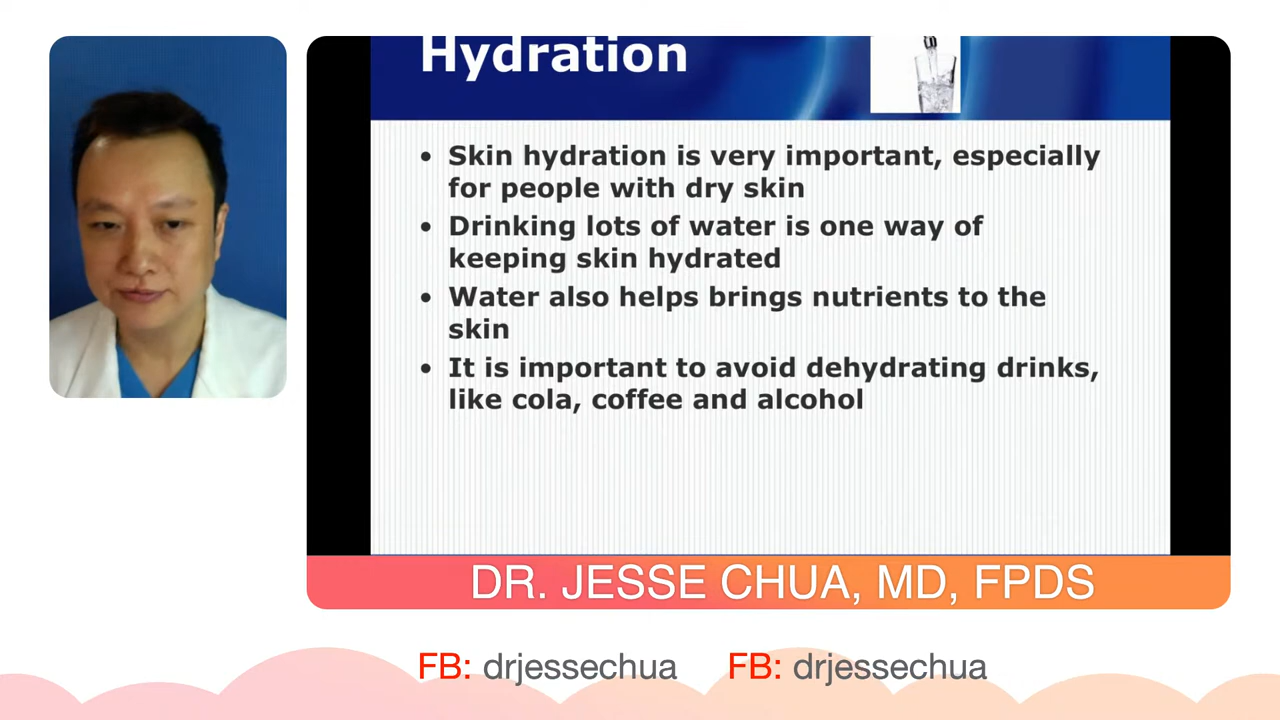 Hydration
• Skin hydration is very important, especially
for people with dry skin
• Drinking lots of water is one way of
keeping skin hydrated
• Water also helps brings nutrients to the
skin
• It is important to avoid dehydrating drinks,
like cola, coffee and alcohol
DR. JESSE CHUA, MD, FPDS
FB: drjessechua FB: drjessechua